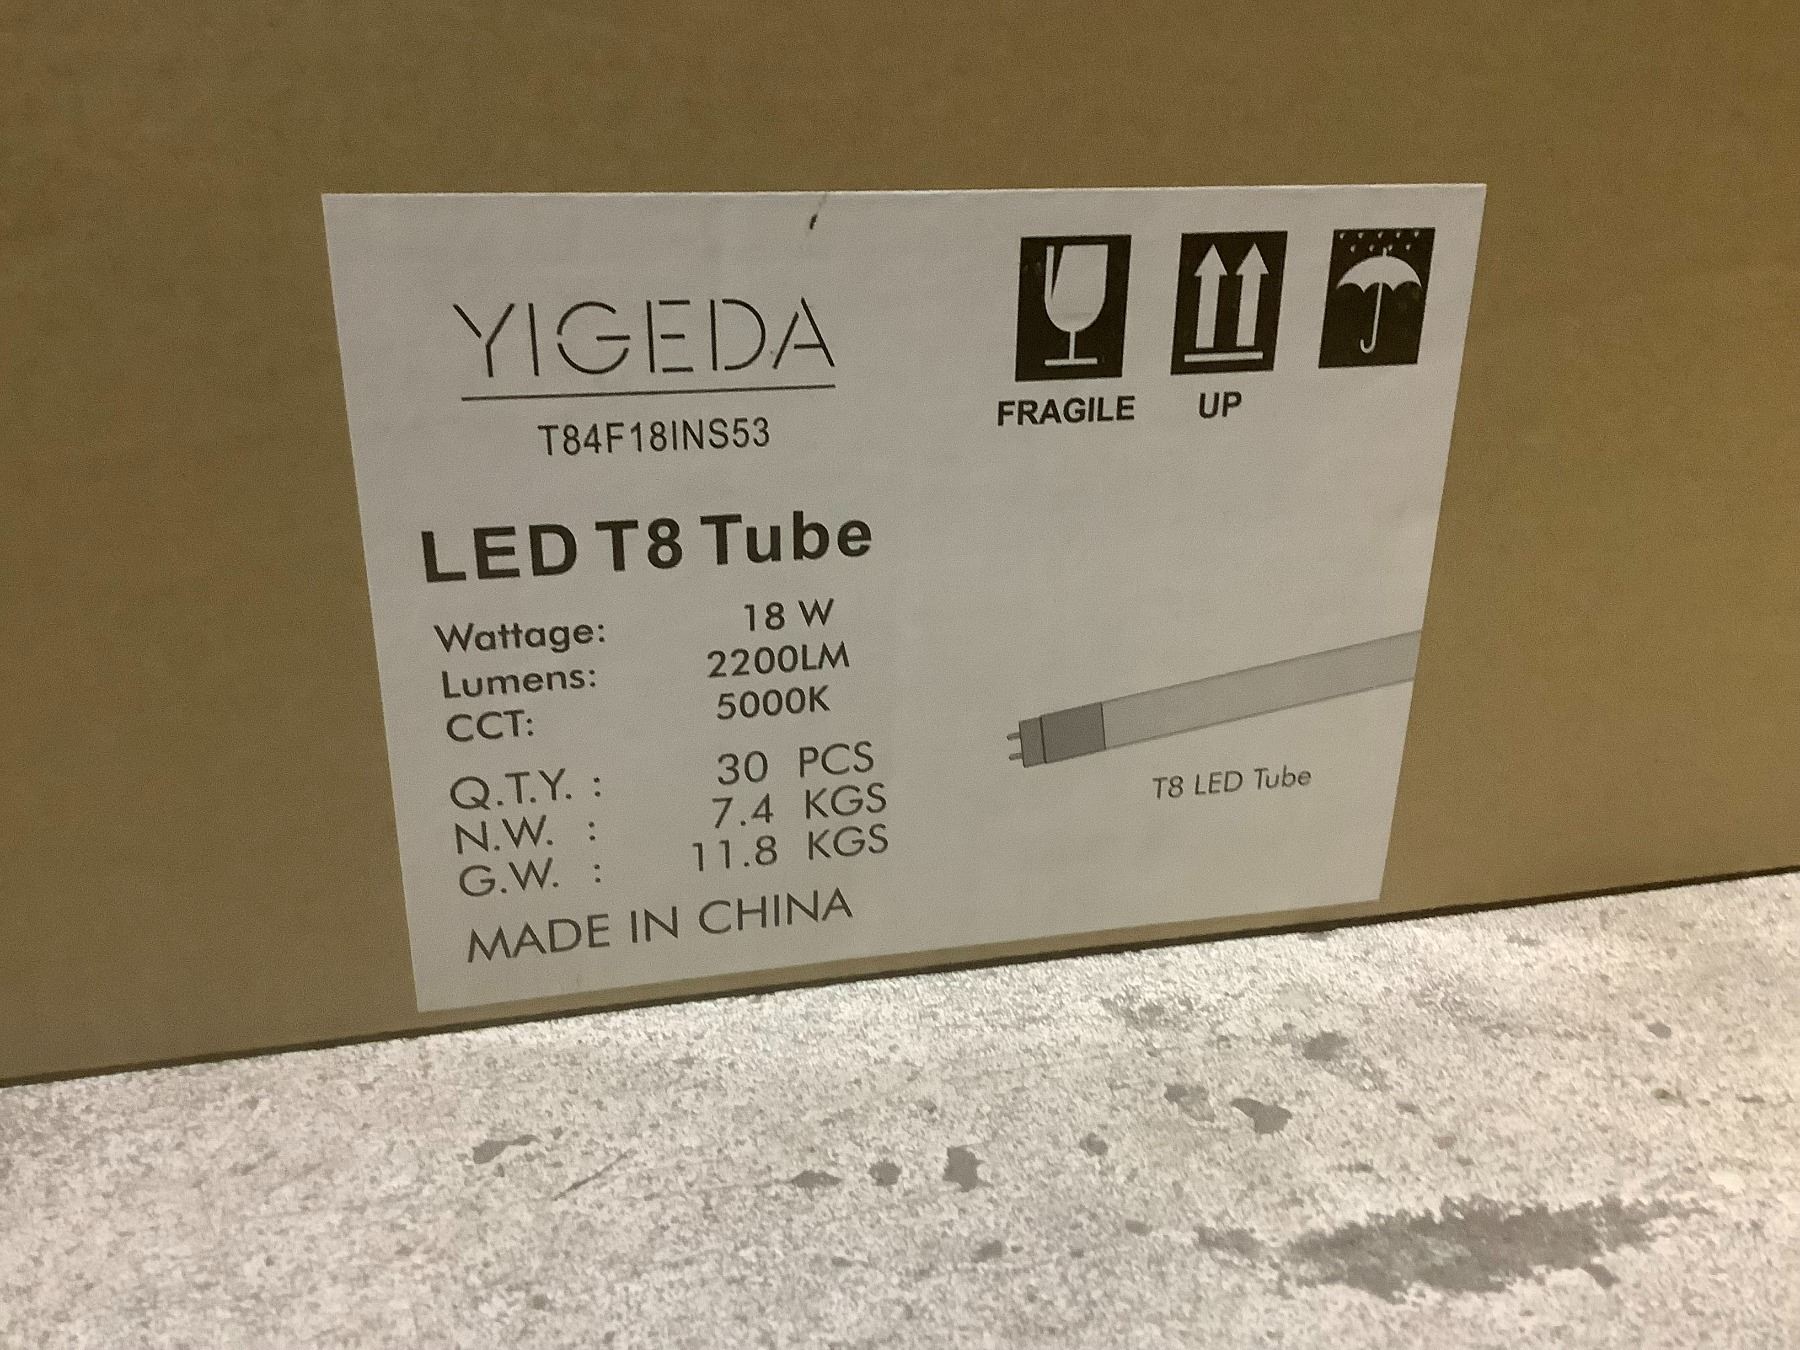 YIGEDA
T84F18INS53
FRAGILE
UP
LED T8 Tube
Wattage: 18 W
Lumens: 2200LM
CCT: 5000K
Q.T.Y. : 30 PCS
N.W. : 7.4 KGS
G.W. : 11.8 KGS
MADE IN CHINA
T8 LED Tube